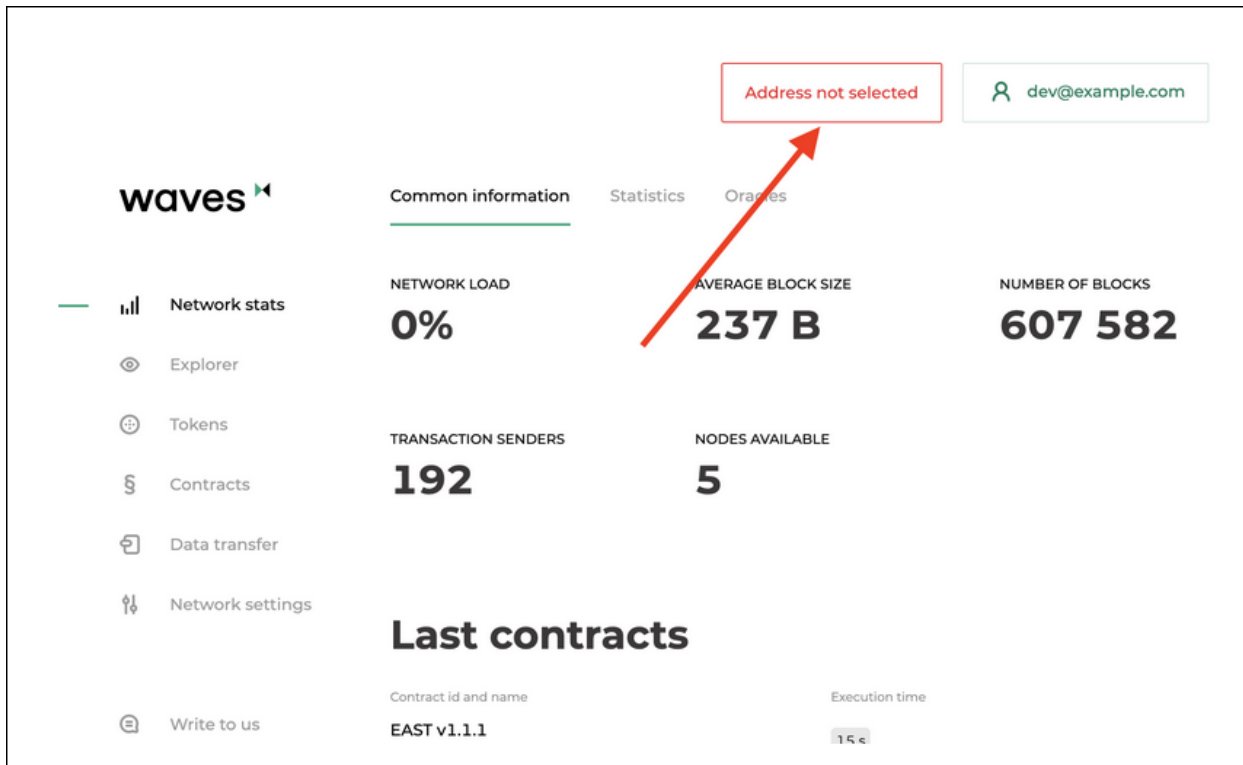 Address not selected
dev@example.com
waves
Common information Statistics Oracles
Network stats
Explorer
Tokens
Contracts
Data transfer
Network settings
Write to us
NETWORK LOAD
0%
AVERAGE BLOCK SIZE
237 B
NUMBER OF BLOCKS
607 582
TRANSACTION SENDERS
192
NODES AVAILABLE
5
Last contracts
Contract id and name
Execution time
EAST v1.1.1
15 s